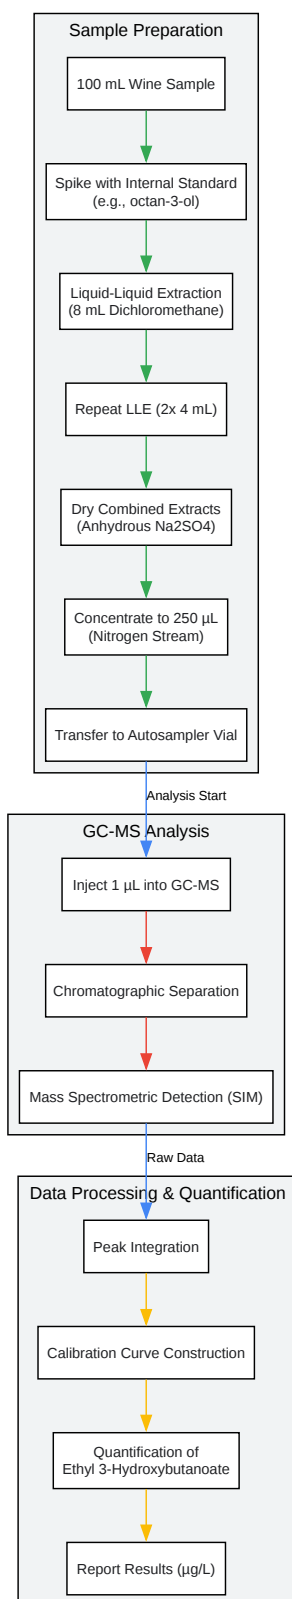 Sample Preparation
100 mL Wine Sample
Spike with Internal Standard
(e.g., octan-3-ol)
Liquid-Liquid Extraction
(8 mL Dichloromethane)
Repeat LLE (2x 4 mL)
Dry Combined Extracts
(Anhydrous Na2SO4)
Concentrate to 250 µL
(Nitrogen Stream)
Transfer to Autosampler Vial
Analysis Start
GC-MS Analysis
Inject 1 µL into GC-MS
Chromatographic Separation
Mass Spectrometric Detection (SIM)
Raw Data
Data Processing & Quantification
Peak Integration
Calibration Curve Construction
Quantification of
Ethyl 3-Hydroxybutanoate
Report Results (µg/L)